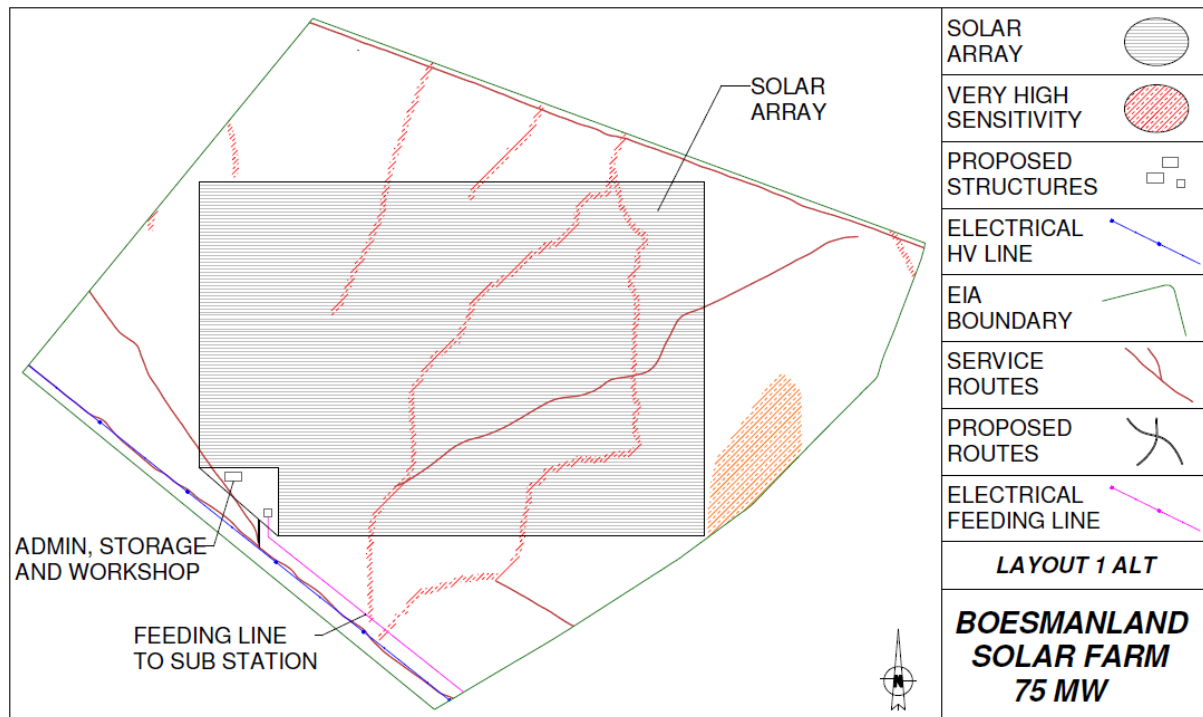 SOLAR
ARRAY
ADMIN, STORAGE
AND WORKSHOP
FEEDING LINE
TO SUB STATION
N
SOLAR
ARRAY
VERY HIGH
SENSITIVITY
PROPOSED
STRUCTURES
ELECTRICAL
HV LINE
EIA
BOUNDARY
SERVICE
ROUTES
PROPOSED
ROUTES
ELECTRICAL
FEEDING LINE
LAYOUT 1 ALT
BOESMANLAND
SOLAR FARM
75 MW